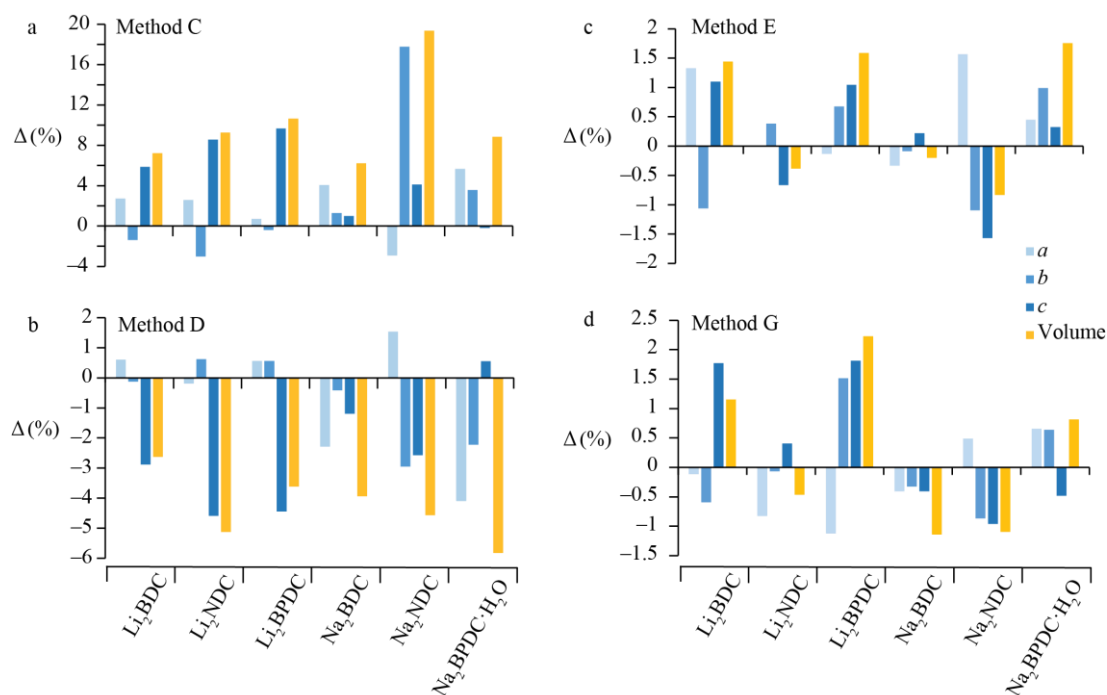 a
Method C
20
16
12
Δ (%)
8
4
0
–4
b
Method D
2
1
0
–1
Δ (%)
–2
–3
–4
–5
–6
Li₂BDC
Li₂NDC
Li₂BPDC
Na₂BDC
Na₂NDC
Na₂BPDC·H₂O
c
Method E
2
1.5
1
0.5
Δ (%)
0
–0.5
–1
–1.5
–2
a
b
c
Volume
d
Method G
2.5
2
1.5
1
Δ (%)
0.5
0
–0.5
–1
–1.5
Li₂BDC
Li₂NDC
Li₂BPDC
Na₂BDC
Na₂NDC
Na₂BPDC·H₂O